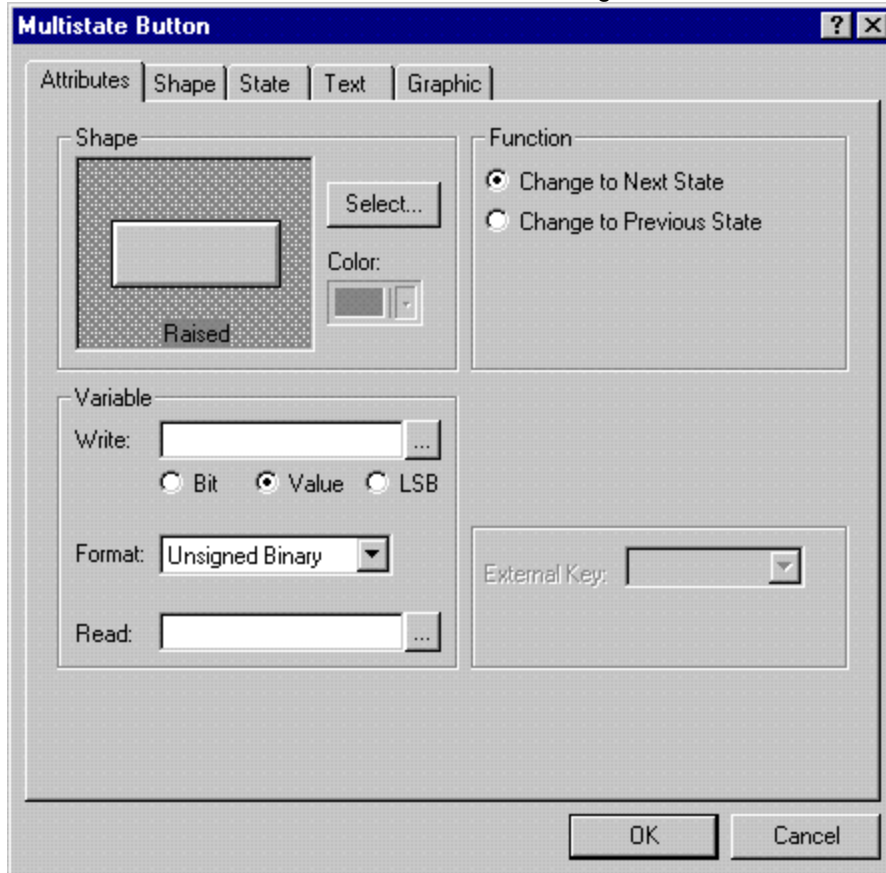 Multistate Button
Attributes Shape State Text Graphic
Shape
Select...
Color:
Raised
Function
Change to Next State
Change to Previous State
Variable
Write: ...
Bit Value LSB
Format: Unsigned Binary
Read: ...
External Key:
OK Cancel